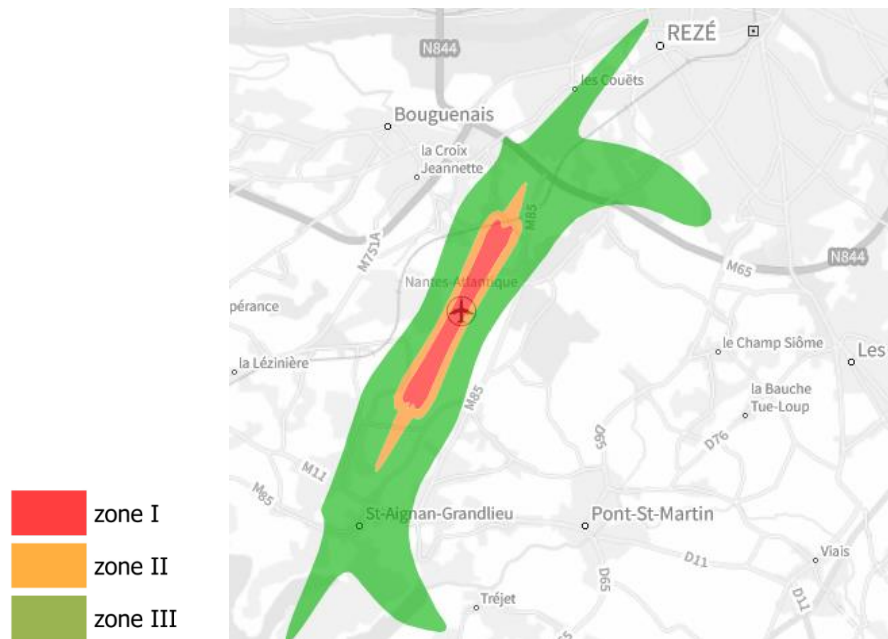 REZÉ
N844
les Couëts
Bouguenais
la Croix
Jeannette
M85
M751A
M65
N844
Nantes-Atlantique
pérance
le Champ Siôme
la Lézinière
Les
la Bauche
Tue-Loup
M85
D65
D76
M11
M85
St-Aignan-Grandlieu
Pont-St-Martin
zone I
D11
Viais
zone II
D65
D12
Tréjet
zone III